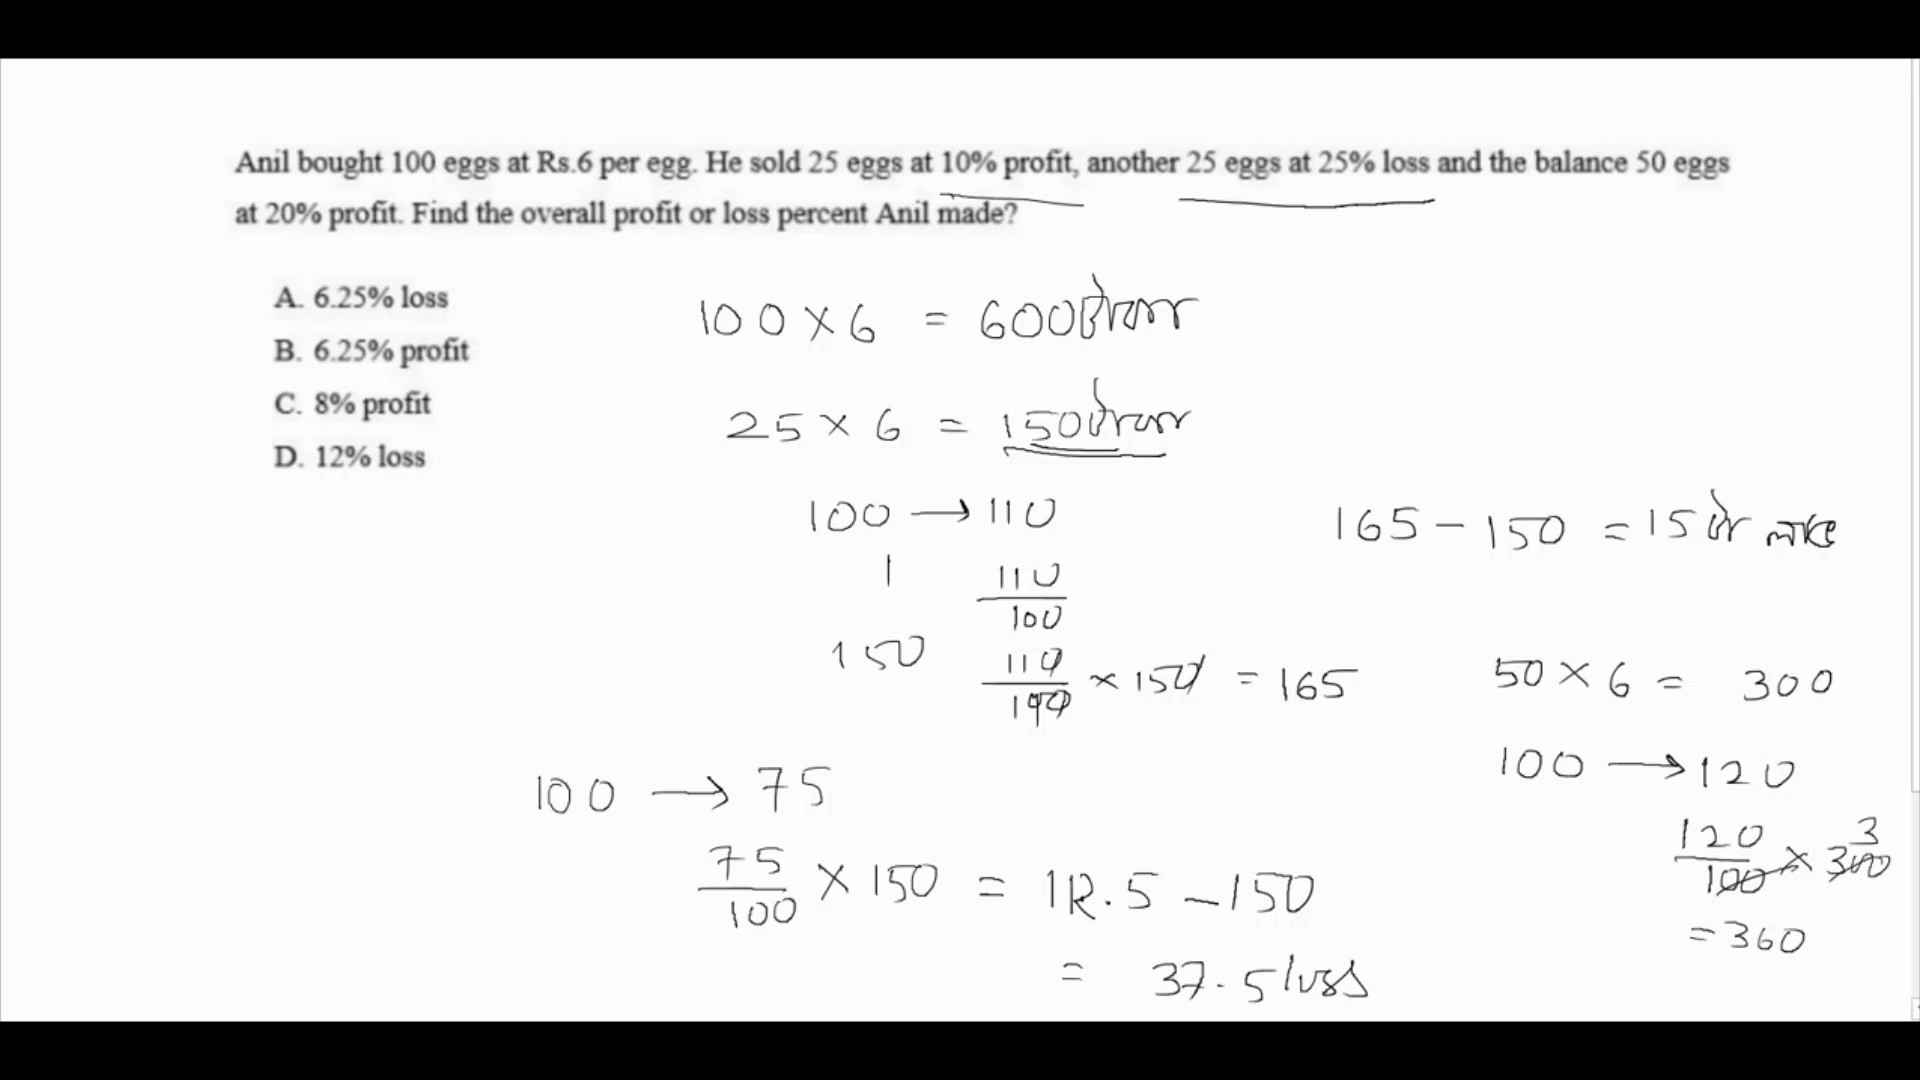 Anil bought 100 eggs at Rs.6 per egg. He sold 25 eggs at 10% profit, another 25 eggs at 25% loss and the balance 50 eggs
at 20% profit. Find the overall profit or loss percent Anil made?
A. 6.25% loss
B. 6.25% profit
C. 8% profit
D. 12% loss
100 × 6 = 600
25 × 6 = 150
100 → 110
1 110/100
150 110/100 × 150 = 165
100 → 75
75/100 × 150 = 112.5 - 150
= 37.5 loss
165 - 150 = 15
50 × 6 = 300
100 → 120
120/100 × 300 3
= 360